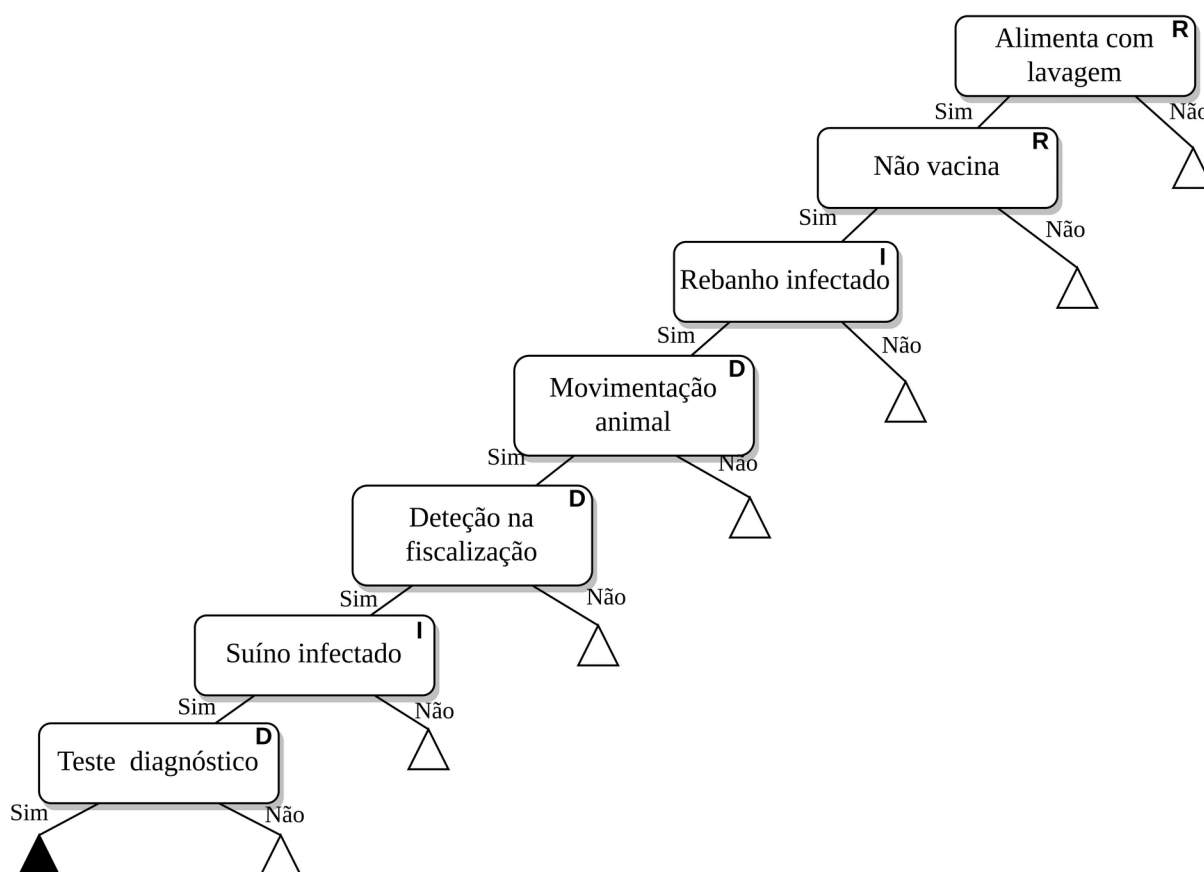 R
Alimenta com
lavagem
Sim
Não
R
Não vacina
Sim
Não
I
Rebanho infectado
Sim
Não
D
Movimentação
animal
Sim
Não
D
Deteção na
fiscalização
Sim
Não
I
Suíno infectado
Sim
Não
D
Teste diagnóstico
Sim
Não